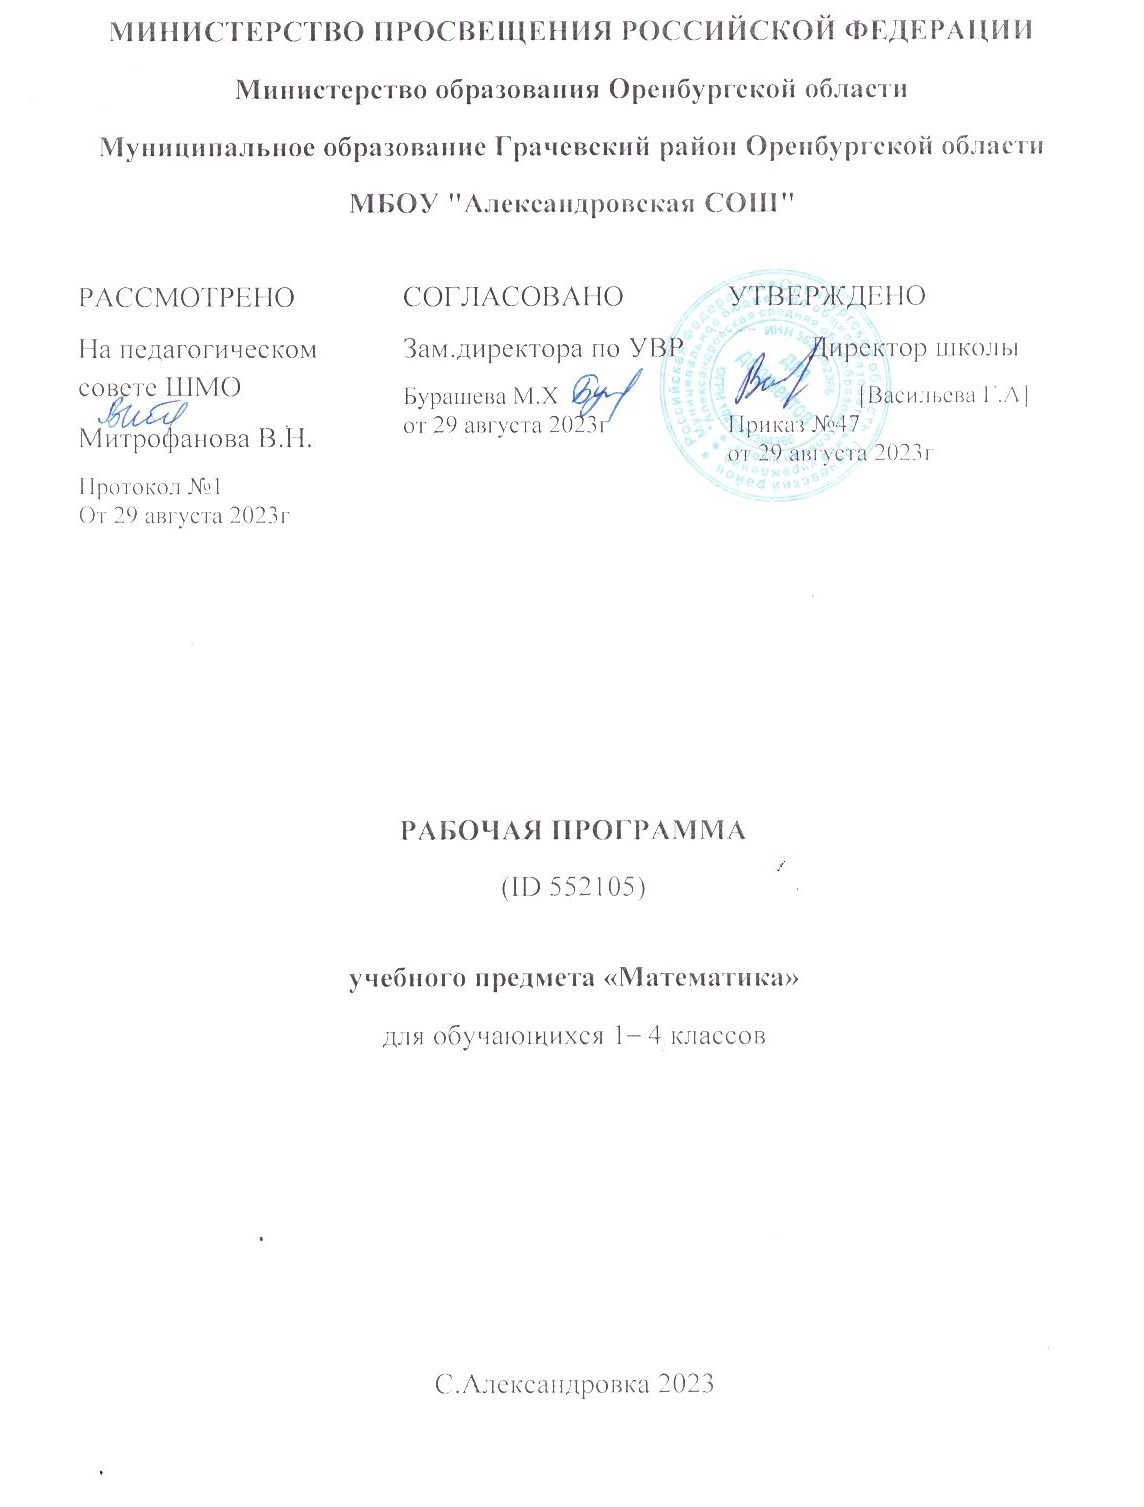 МИНИСТЕРСТВО ПРОСВЕЩЕНИЯ РОССИЙСКОЙ ФЕДЕРАЦИИ
Министерство образования Оренбургской области
Муниципальное образование Грачевский район Оренбургской области
МБОУ "Александровская СОШ"
РАССМОТРЕНО
На педагогическом
совете ШМО
Митрофанова В.Н.
Протокол №1
От 29 августа 2023г
СОГЛАСОВАНО
Зам.директора по УВР
Бурашева М.Х
от 29 августа 2023г
УТВЕРЖДЕНО
Директор школы
[Васильева Г.А]
Приказ №47
от 29 августа 2023г
РАБОЧАЯ ПРОГРАММА
(ID 552105)
учебного предмета «Математика»
для обучающихся 1– 4 классов
С.Александровка 2023